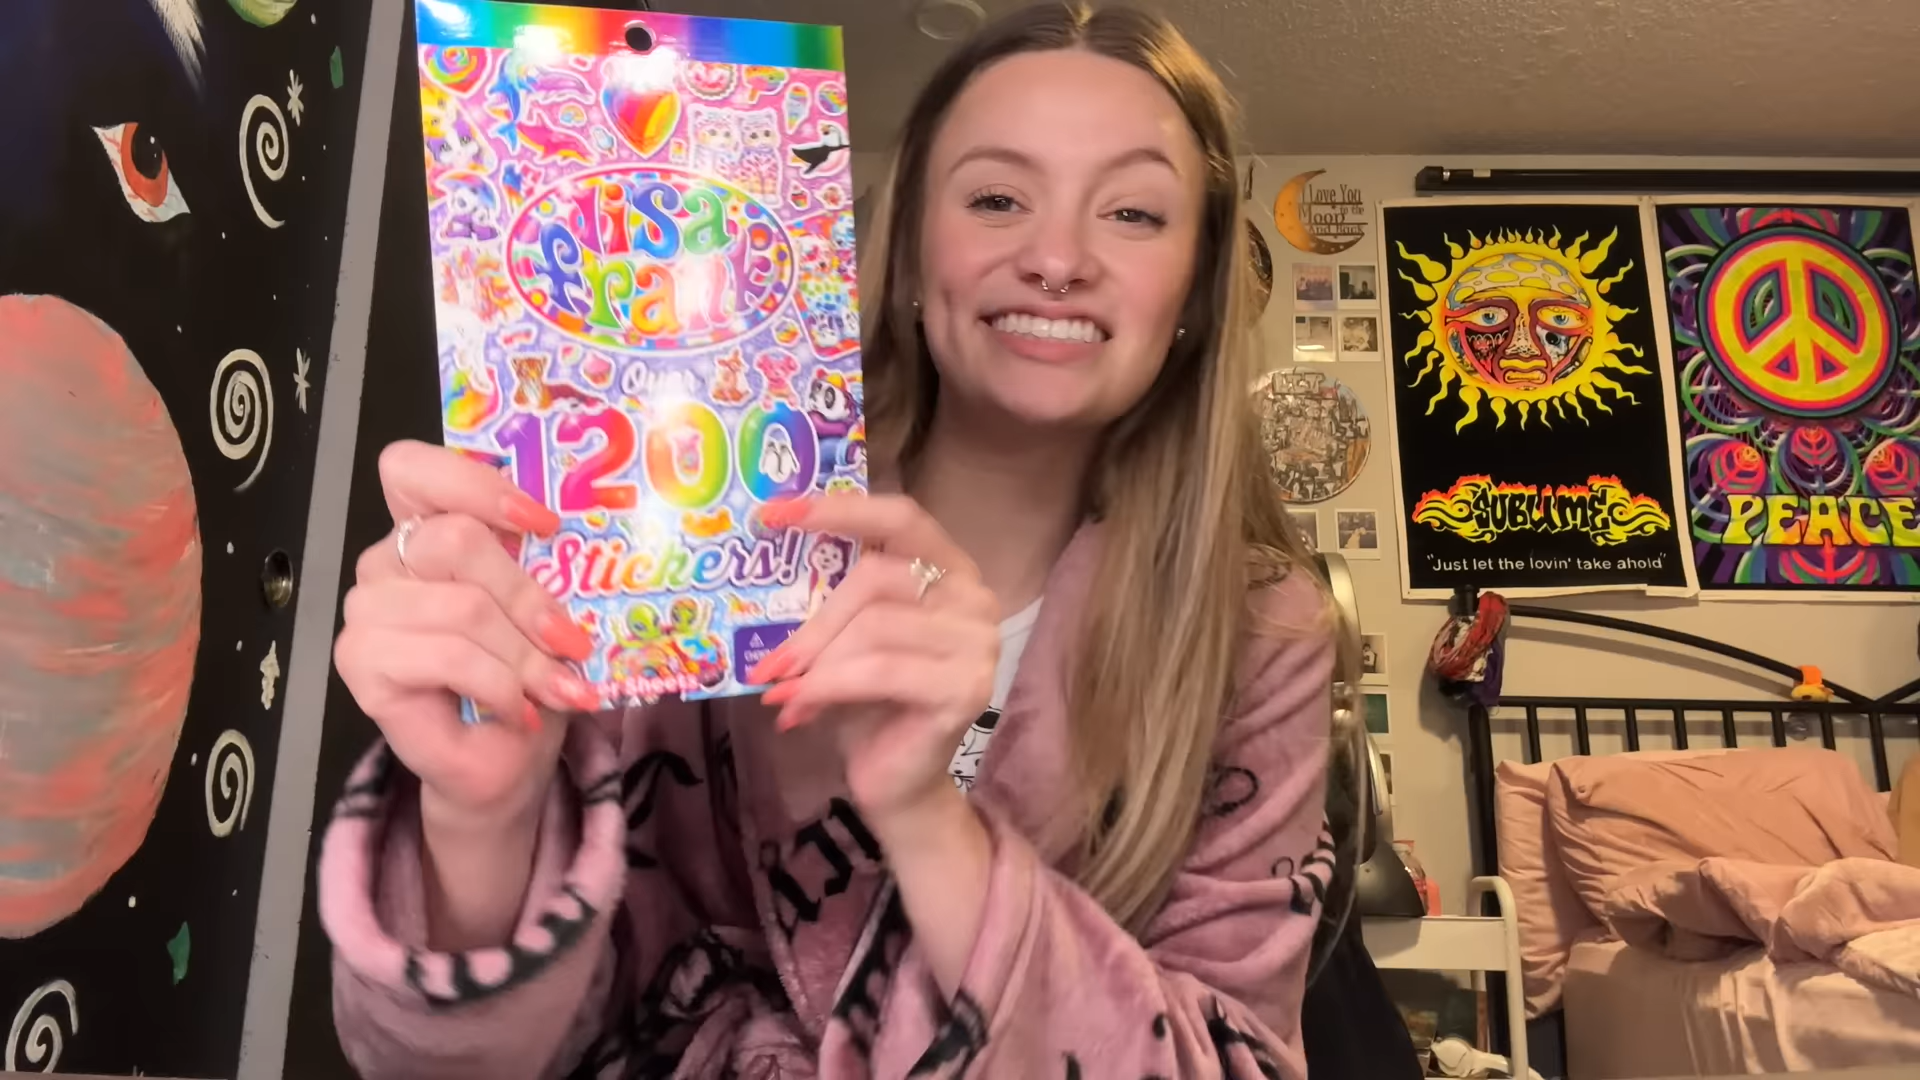 lisa
frank
Over
1200
Stickers!
Sheets
I Love You
to the
Moon
And Back
SUBLIME
"Just let the lovin' take ahold"
PEACE